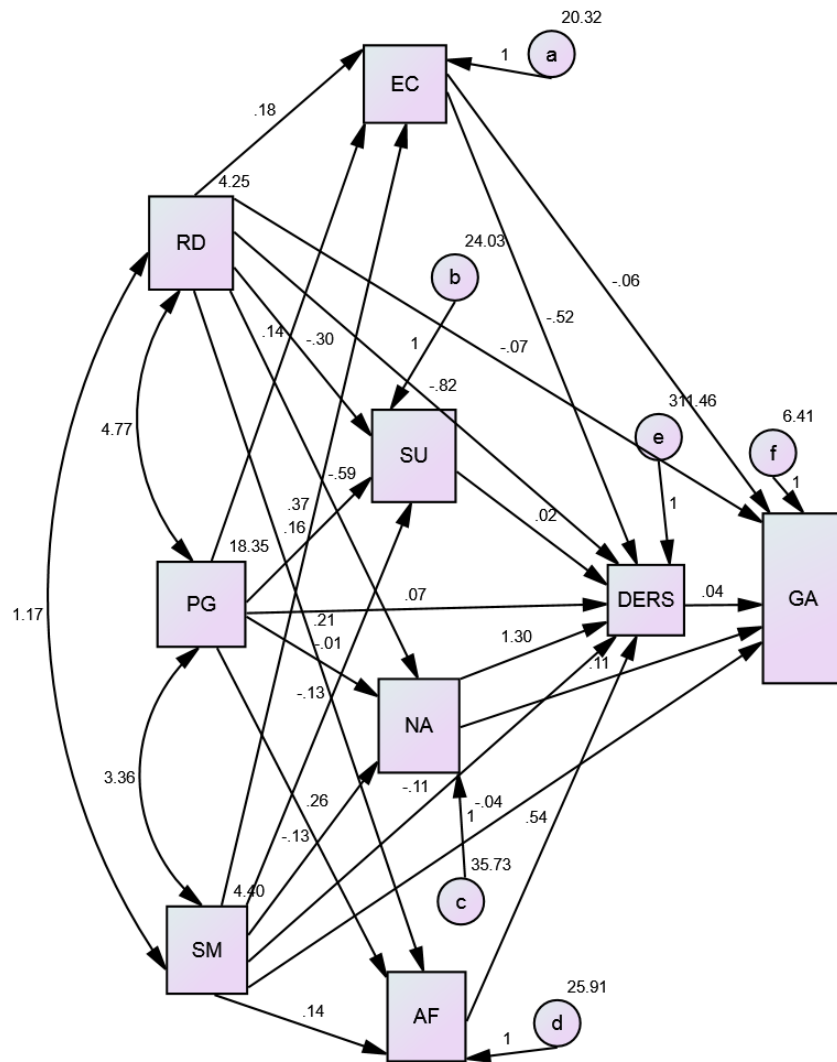 20.32
a
1
EC
.18
4.25
RD
24.03
b
-.06
-.52
.14
-.30
1
-.07
-.82
311.46
6.41
4.77
e
f
SU
-.59
1
.37
.16
1
.02
18.35
PG
.07
DERS
.04
GA
1.17
.21
-.01
1.30
.11
-.13
NA
3.36
-.11
.26
-.04
1
.54
-.13
35.73
4.40
c
SM
25.91
AF
d
.14
1